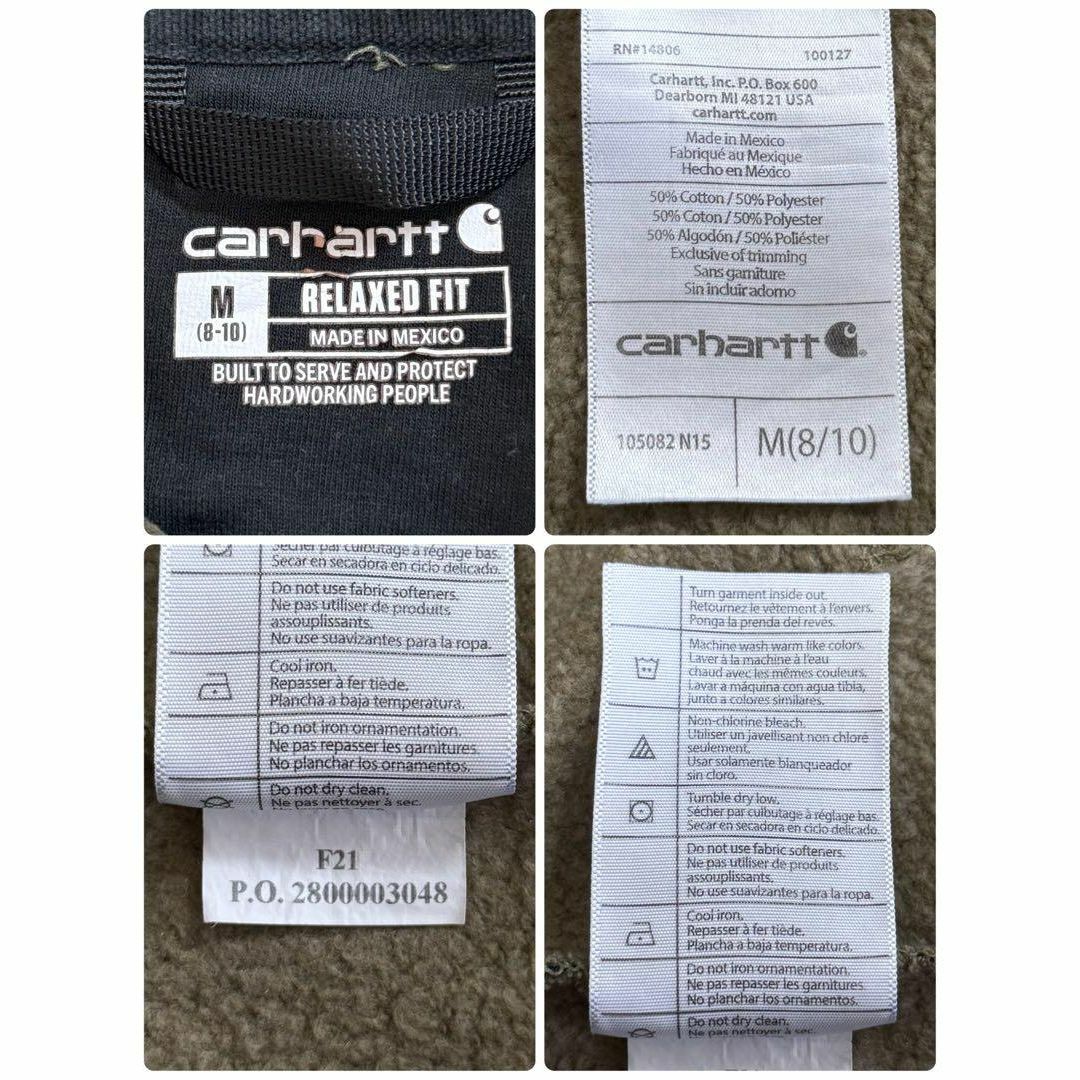 carhartt
M
(8-10)
RELAXED FIT
MADE IN MEXICO
BUILT TO SERVE AND PROTECT
HARDWORKING PEOPLE
RN#14806 100127
Carhartt, Inc. P.O. Box 600
Dearborn MI 48121 USA
carhartt.com
Made in Mexico
Fabriqué au Mexique
Hecho en México
50% Cotton / 50% Polyester
50% Coton / 50% Polyester
50% Algodón / 50% Poliéster
Exclusive of trimming
Sans garniture
Sin incluir adorno
carhartt
105082 N15 M(8/10)
Sécher par culbutage à réglage bas.
Secar en secadora en ciclo delicado.
Do not use fabric softeners.
Ne pas utiliser de produits
assouplissants.
No use suavizantes para la ropa.
Cool iron.
Repasser à fer tiède.
Plancha a baja temperatura.
Do not iron ornamentation.
Ne pas repasser les garnitures.
No planchar los ornamentos.
Do not dry clean.
Ne pas nettoyer à sec.
F21
P.O. 2800003048
Turn garment inside out.
Retournez le vêtement à l'envers.
Ponga la prenda del revés.
Machine wash warm like colors.
Laver à la machine à l'eau
chaud avec les mêmes couleurs.
Lavar a máquina con agua tibia,
junto a colores similares.
Non-chlorine bleach.
Utiliser un javellisant non chloré
seulement.
Usar solamente blanqueador
sin cloro.
Tumble dry low.
Sécher par culbutage à réglage bas.
Secar en secadora en ciclo delicado.
Do not use fabric softeners.
Ne pas utiliser de produits
assouplissants.
No use suavizantes para la ropa.
Cool iron.
Repasser à fer tiède.
Plancha a baja temperatura.
Do not iron ornamentation.
Ne pas repasser les garnitures
No planchar los ornamentos.
Do not dry clean.
Ne pas nettoyer à sec.